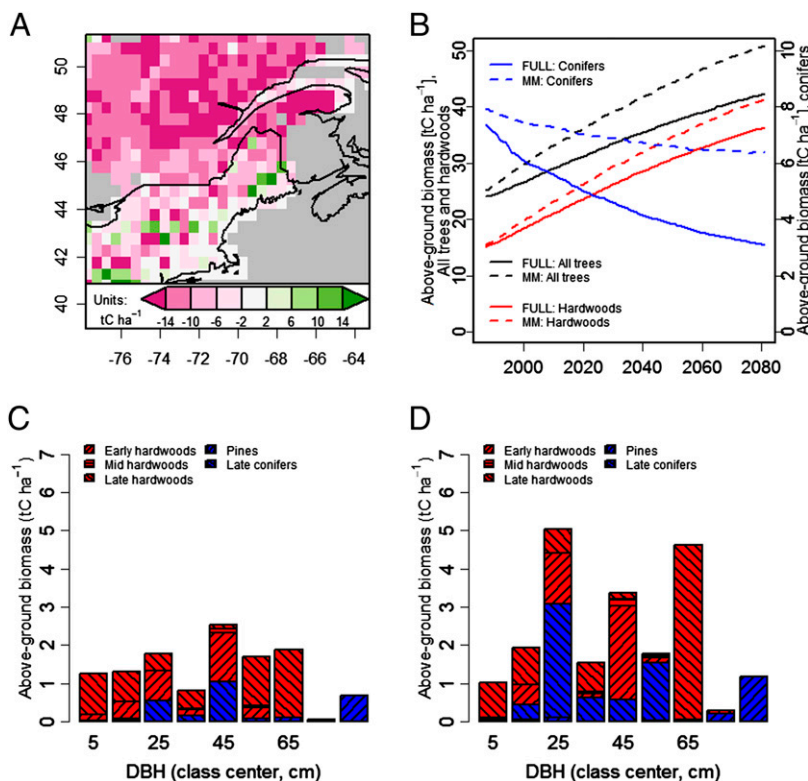 A
50
48
46
44
42
40
Units:
tC ha⁻¹
-14 -10 -6 -2 2 6 10 14
-76 -74 -72 -70 -68 -66 -64
B
Above-ground biomass [tC ha⁻¹].
All trees and hardwoods
50
40
30
20
10
0
FULL: Conifers
MM: Conifers
FULL: All trees
MM: All trees
FULL: Hardwoods
MM: Hardwoods
2000 2020 2040 2060 2080
10
8
6
4
2
0
Above-ground biomass [tC ha⁻¹]. conifers
C
Early hardwoods
Mid hardwoods
Late hardwoods
Pines
Late conifers
Above-ground biomass (tC ha⁻¹)
7
6
5
4
3
2
1
0
5 25 45 65
DBH (class center, cm)
D
Early hardwoods
Mid hardwoods
Late hardwoods
Pines
Late conifers
Above-ground biomass (tC ha⁻¹)
7
6
5
4
3
2
1
0
5 25 45 65
DBH (class center, cm)